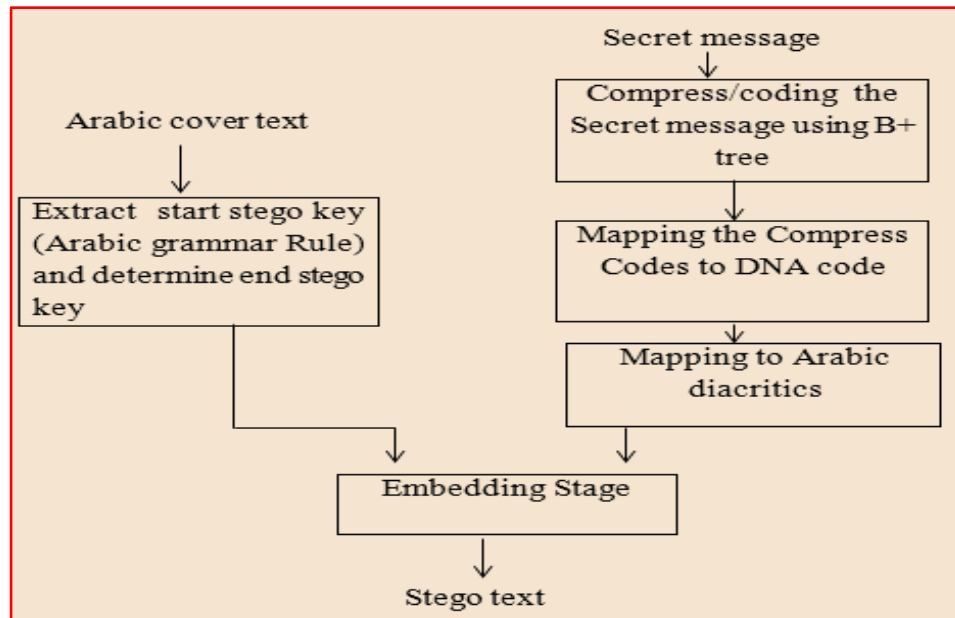 Secret message
Compress/coding the
Secret message using B+
tree
Arabic cover text
Extract start stego key
(Arabic grammar Rule)
and determine end stego
key
Mapping the Compress
Codes to DNA code
Mapping to Arabic
diacritics
Embedding Stage
Stego text